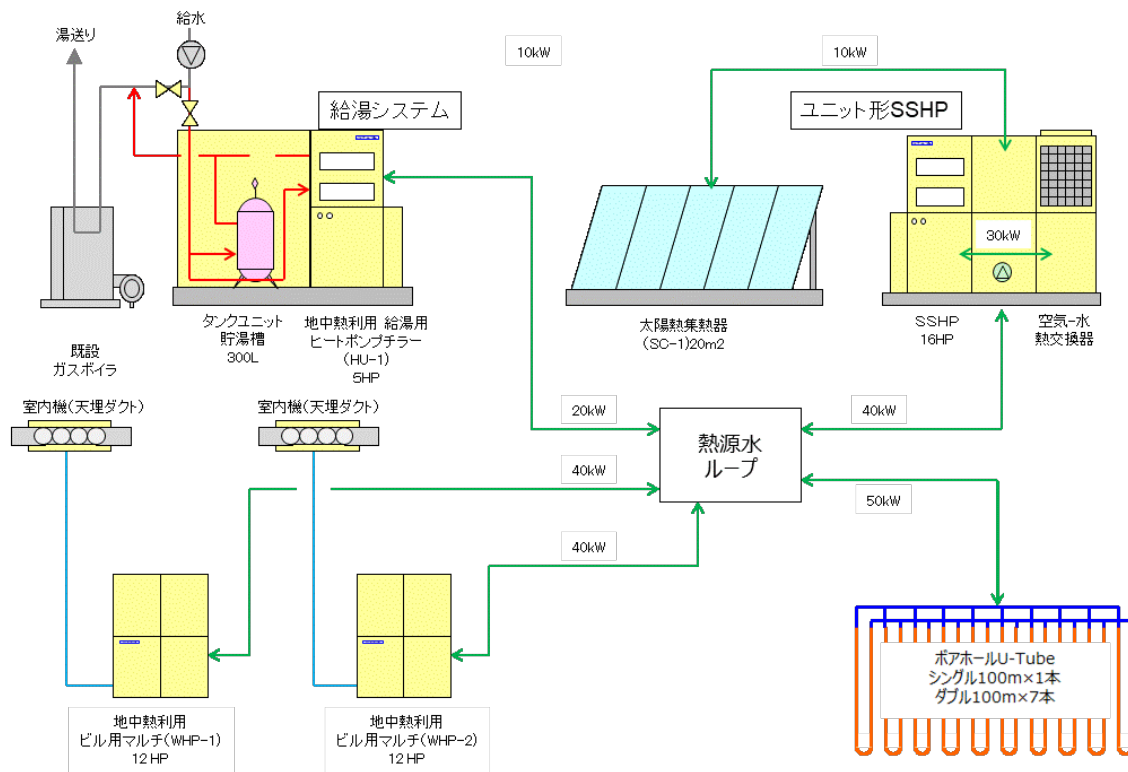 給水
湯送り
10kW
10kW
給湯システム
ユニット形SSHP
30kW
タンクユニット
貯湯槽
300L
地中熱利用 給湯用
ヒートポンプチラー
(HU-1)
5HP
太陽熱集熱器
(SC-1)20m2
SSHP
16HP
空気-水
熱交換器
既設
ガスボイラ
室内機(天埋ダクト)
室内機(天埋ダクト)
20kW
40kW
熱源水
ループ
40kW
50kW
40kW
ボアホールU-Tube
シングル100m×1本
ダブル100m×7本
地中熱利用
ビル用マルチ(WHP-1)
12HP
地中熱利用
ビル用マルチ(WHP-2)
12HP